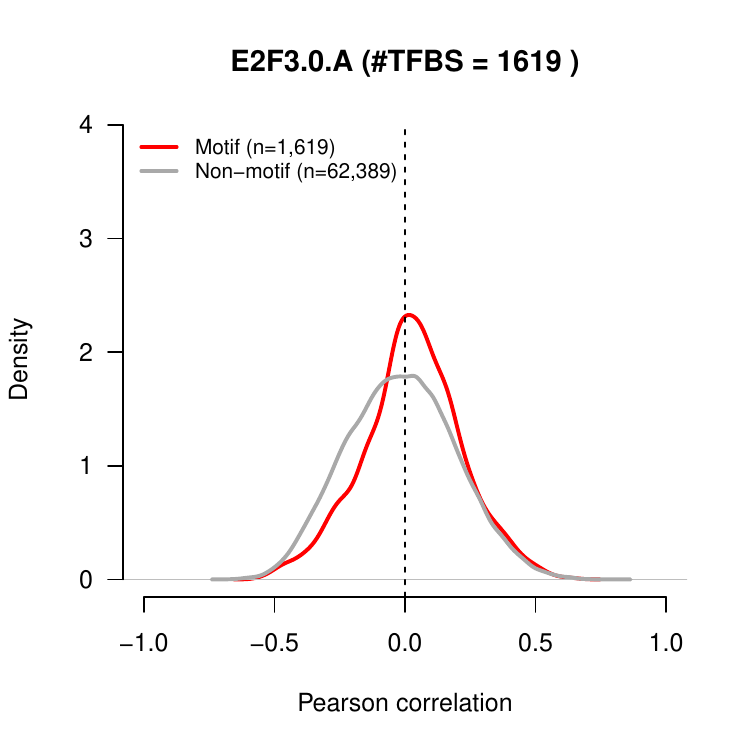 E2F3.0.A (#TFBS = 1619 )
4
3
2
1
0
Density
Motif (n=1,619)
Non−motif (n=62,389)
−1.0
−0.5
0.0
0.5
1.0
Pearson correlation